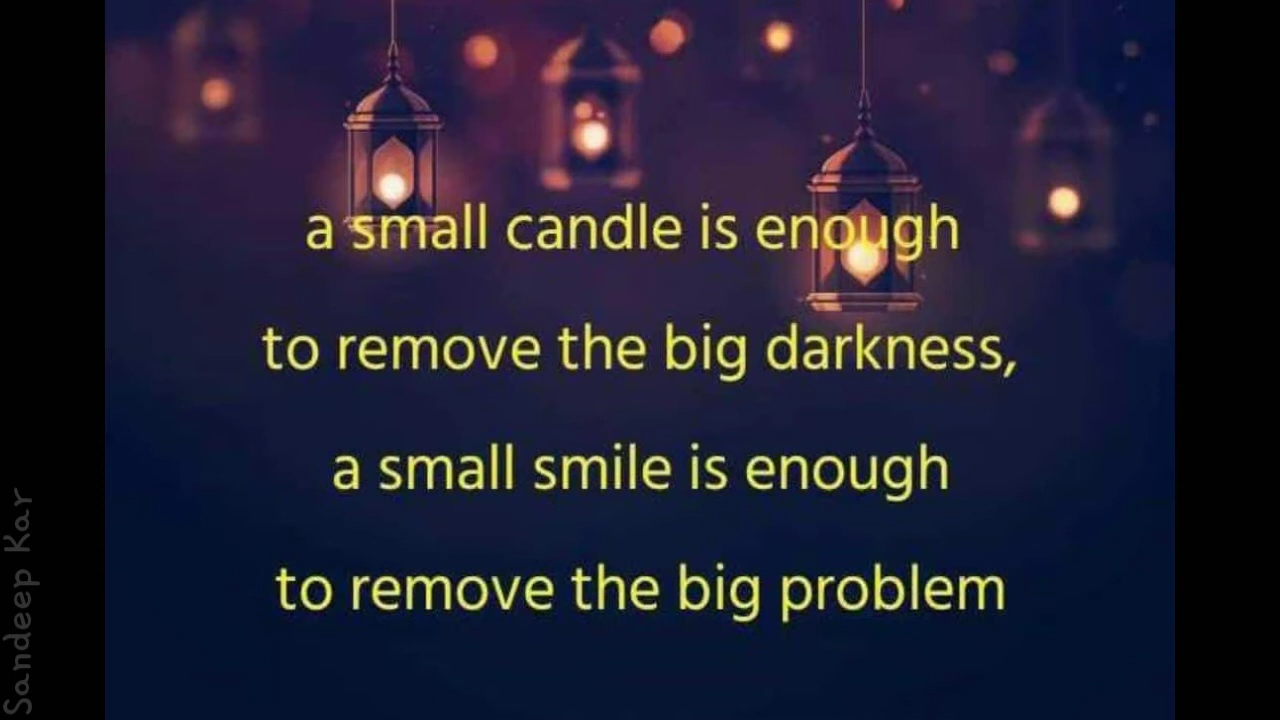 a small candle is enough
to remove the big darkness,
a small smile is enough
to remove the big problem
Sandeep Kar